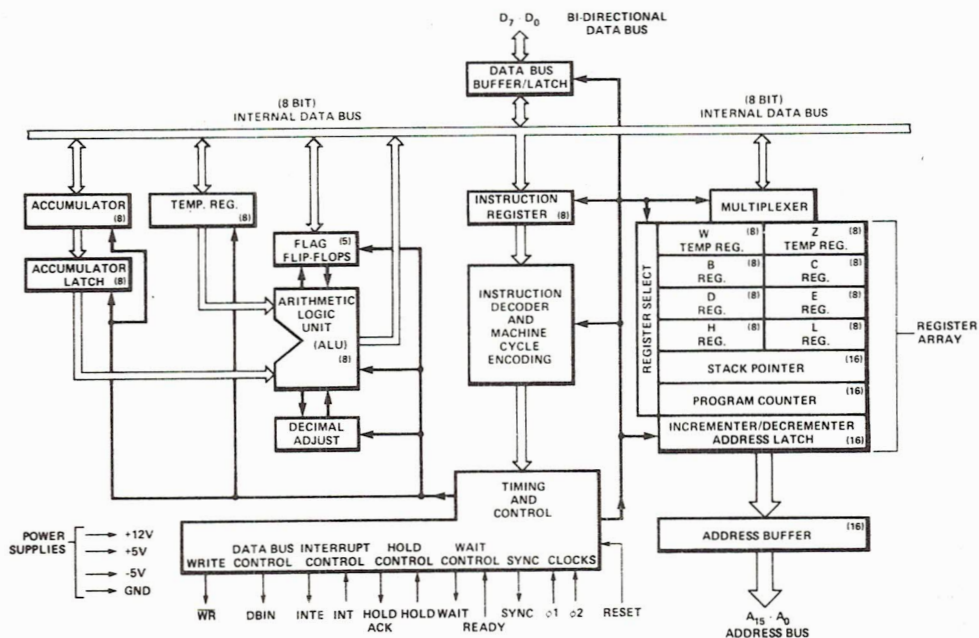 D7 - D0 BI-DIRECTIONAL
DATA BUS
DATA BUS
BUFFER/LATCH
(8 BIT)
INTERNAL DATA BUS
(8 BIT)
INTERNAL DATA BUS
ACCUMULATOR
(8)
TEMP. REG.
(8)
INSTRUCTION
REGISTER (8)
MULTIPLEXER
FLAG (5)
FLIP-FLOPS
ACCUMULATOR
LATCH (8)
ARITHMETIC
LOGIC
UNIT
(ALU)
(8)
DECIMAL
ADJUST
INSTRUCTION
DECODER
AND
MACHINE
CYCLE
ENCODING
REGISTER SELECT
W (8)
TEMP REG.
Z (8)
TEMP REG.
B (8)
REG.
C (8)
REG.
D (8)
REG.
E (8)
REG.
H (8)
REG.
L (8)
REG.
(16)
STACK POINTER
(16)
PROGRAM COUNTER
INCREMENTER/DECREMENTER
ADDRESS LATCH (16)
REGISTER
ARRAY
TIMING
AND
CONTROL
WRITE
DATA BUS
CONTROL
INTERRUPT
CONTROL
HOLD
CONTROL
WAIT
CONTROL
SYNC
CLOCKS
(16)
ADDRESS BUFFER
POWER
SUPPLIES
+12V
+5V
-5V
GND
W̅R̅
DBIN
INTE
INT
HOLD
ACK
HOLD
WAIT
READY
SYNC
φ1
φ2
RESET
A15 - A0
ADDRESS BUS